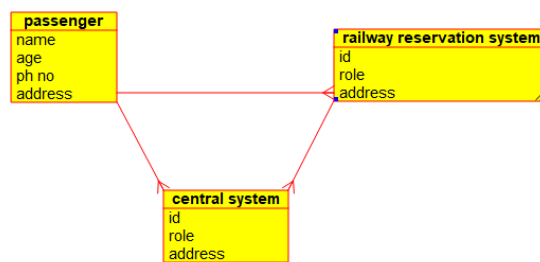 passenger
name
age
ph no
address
railway reservation system
id
role
address
central system
id
role
address